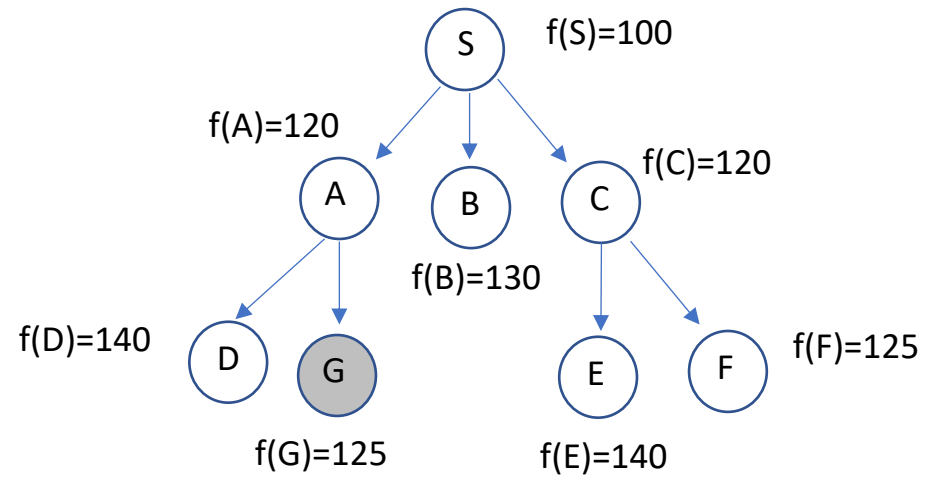 S
f(S)=100
f(A)=120
f(C)=120
A
B
C
f(B)=130
f(D)=140
D
G
E
F
f(F)=125
f(G)=125
f(E)=140